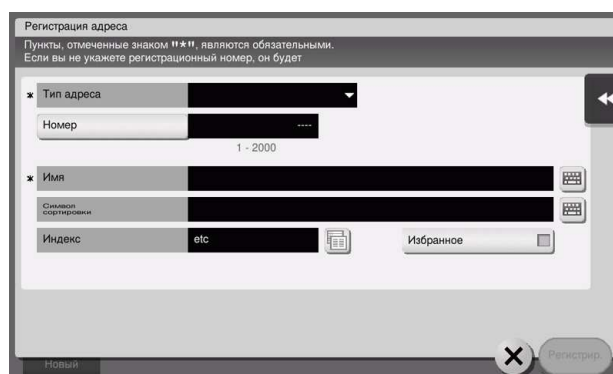 Регистрация адреса
Пункты, отмеченные знаком "*", являются обязательными.
Если вы не укажете регистрационный номер, он будет
* Тип адреса
Номер ----
1 - 2000
* Имя
Символ
сортировки
Индекс etc Избранное
Новый Регистрир.